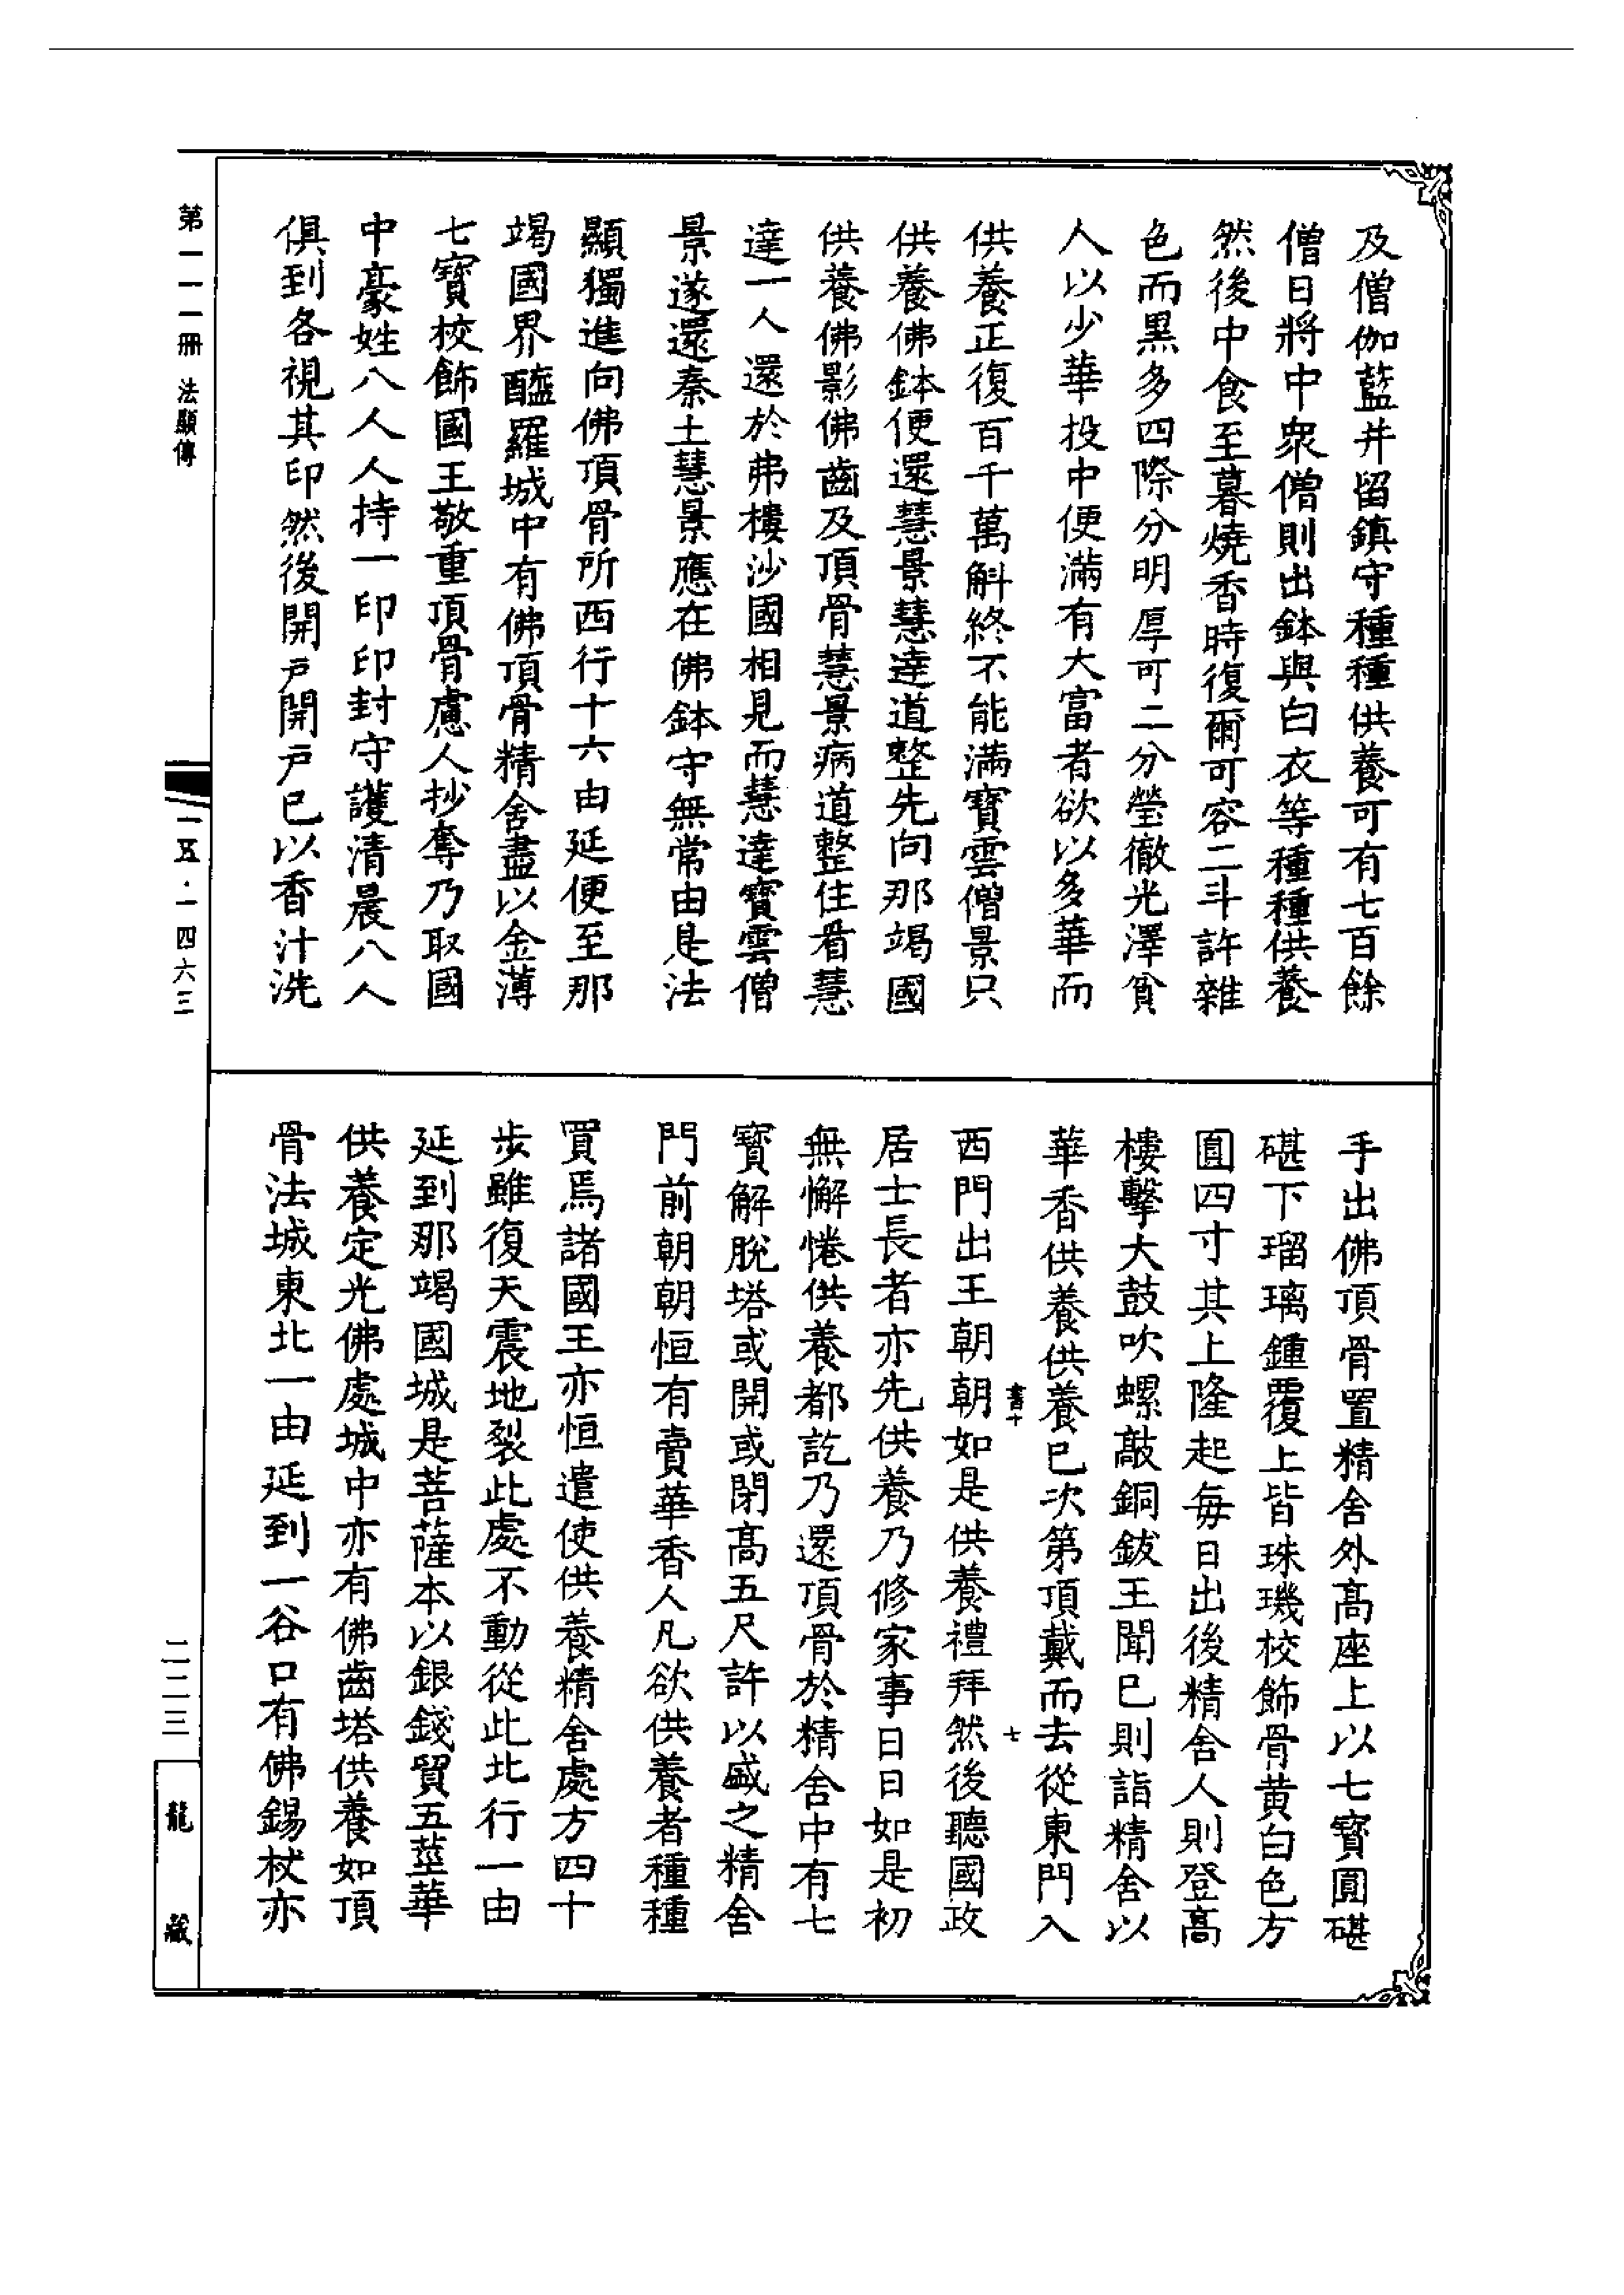 及僧伽藍并留鎮守種種供養可有七百餘
僧日將中衆僧則出鉢與白衣等種種供養
然後中食至暮燒香時復爾可容二斗許雜
色而黑多四際分明厚可二分瑩徹光澤貧
人以少華投中便滿有大富者欲以多華而
供養正復百千萬斛終不能滿寶雲僧景只
供養佛鉢便還慧景慧達道整先向那竭國
供養佛影佛齒及頂骨慧景病道整住看慧
達一人還於弗樓沙國相見而慧達寶雲僧
景遂還秦土慧景應在佛鉢守無常由是法
顯獨進向佛頂骨所西行十六由延便至那
竭國界醯羅城中有佛頂骨精舍盡以金薄
七寶校飾國王敬重頂骨慮人抄奪乃取國
中豪姓八人人持一印印封守護清晨八人
俱到各視其印然後開戸開戸已以香汁洗
手出佛頂骨置精舍外髙座上以七寳圓碪
碪下瑠璃鍾覆上皆珠璣校飾骨黄白色方
圓四寸其上隆起每日出後精舍人則登髙
樓擊大鼓吹螺敲銅鈸王聞已則詣精舍以
華香供養供養已次第頂戴而去從東門入
書十
七
西門出王朝朝如是供養禮拜然後聽國政
居士長者亦先供養乃修家事日日如是初
無懈惓供養都訖乃還頂骨於精舍中有七
寳解脫塔或開或閉髙五尺許以盛之精舍
門前朝朝恒有賣華香人凡欲供養者種種
買焉諸國王亦恒遣使供養精舍處方四十
步雖復天震地裂此處不動從此北行一由
延到那竭國城是菩薩本以銀錢貿五莖華
供養定光佛處城中亦有佛齒塔供養如頂
骨法城東北一由延到一谷口有佛錫杖亦
第一一一冊 法顯傳
一五·一四六三
二二三
龍藏